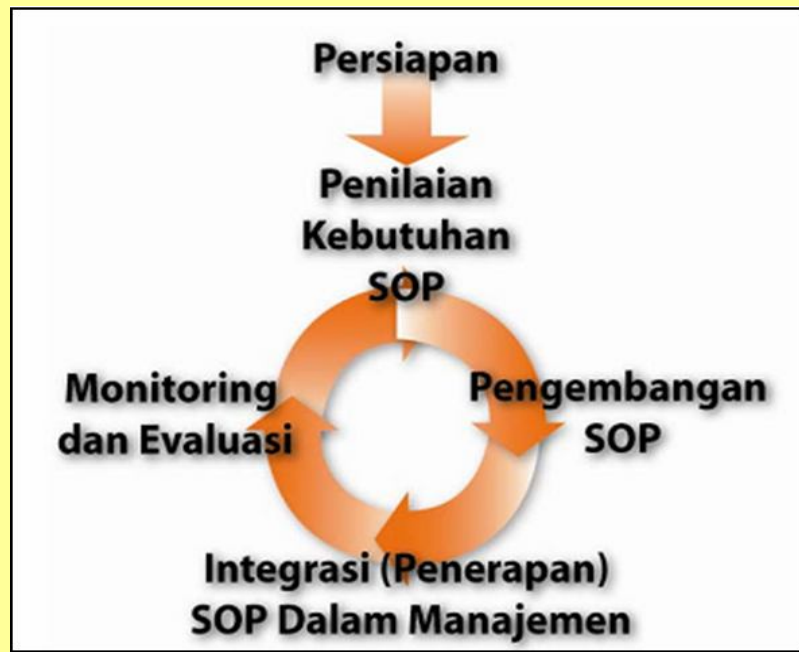 Persiapan
Penilaian
Kebutuhan
SOP
Pengembangan
SOP
Integrasi (Penerapan)
SOP Dalam Manajemen
Monitoring
dan Evaluasi